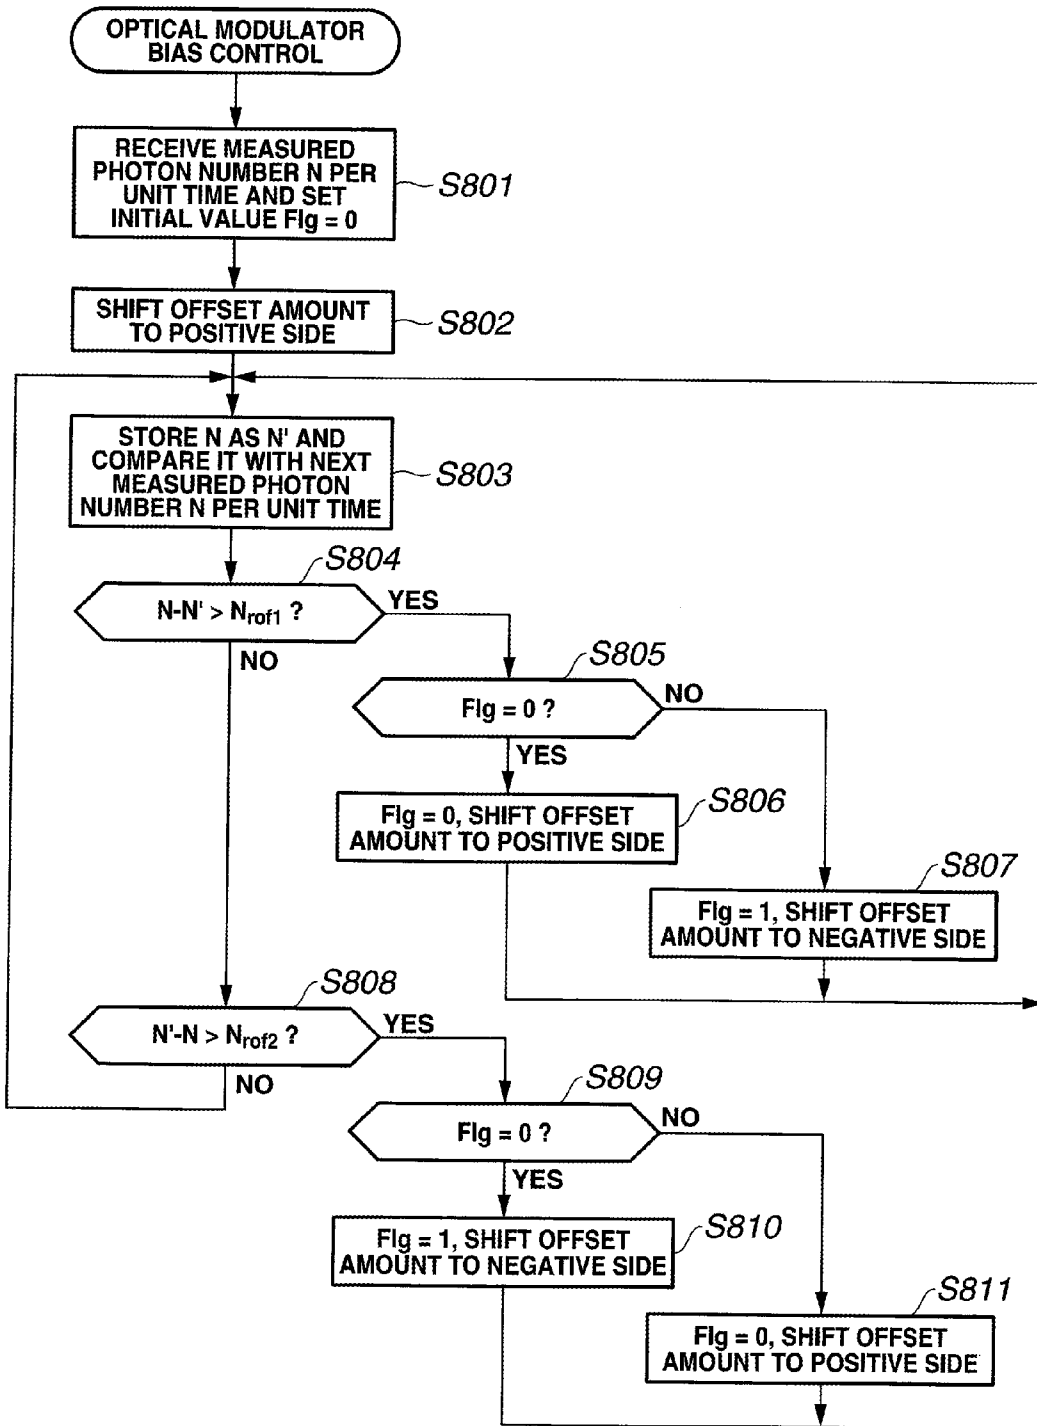 OPTICAL MODULATOR
BIAS CONTROL
RECEIVE MEASURED
PHOTON NUMBER N PER
UNIT TIME AND SET
INITIAL VALUE Flg = 0
S801
SHIFT OFFSET AMOUNT
TO POSITIVE SIDE
S802
STORE N AS N' AND
COMPARE IT WITH NEXT
MEASURED PHOTON
NUMBER N PER UNIT TIME
S803
S804
N-N' > Nrof1 ?
YES
NO
S805
Flg = 0 ?
NO
YES
S806
Flg = 0, SHIFT OFFSET
AMOUNT TO POSITIVE SIDE
S807
Flg = 1, SHIFT OFFSET
AMOUNT TO NEGATIVE SIDE
S808
N'-N > Nrof2 ?
YES
NO
S809
Flg = 0 ?
NO
YES
S810
Flg = 1, SHIFT OFFSET
AMOUNT TO NEGATIVE SIDE
S811
Flg = 0, SHIFT OFFSET
AMOUNT TO POSITIVE SIDE